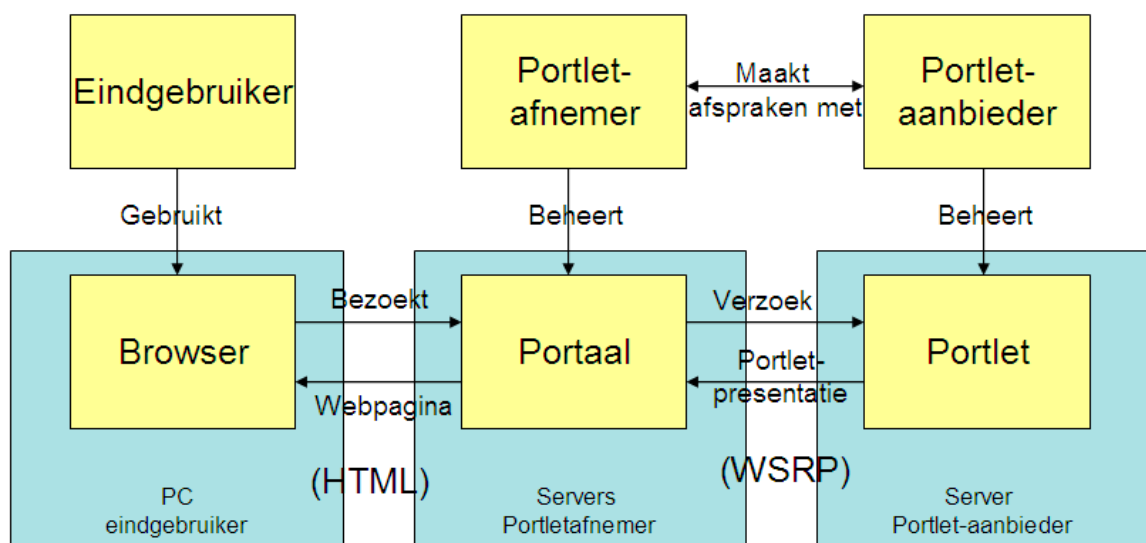 Eindgebruiker
Portlet-
afnemer
Maakt
afspraken met
Portlet-
aanbieder
Gebruikt
Beheert
Beheert
Browser
Bezoekt
Webpagina
Portaal
Verzoek
Portlet-
presentatie
Portlet
(HTML)
(WSRP)
PC
eindgebruiker
Servers
Portletafnemer
Server
Portlet-aanbieder